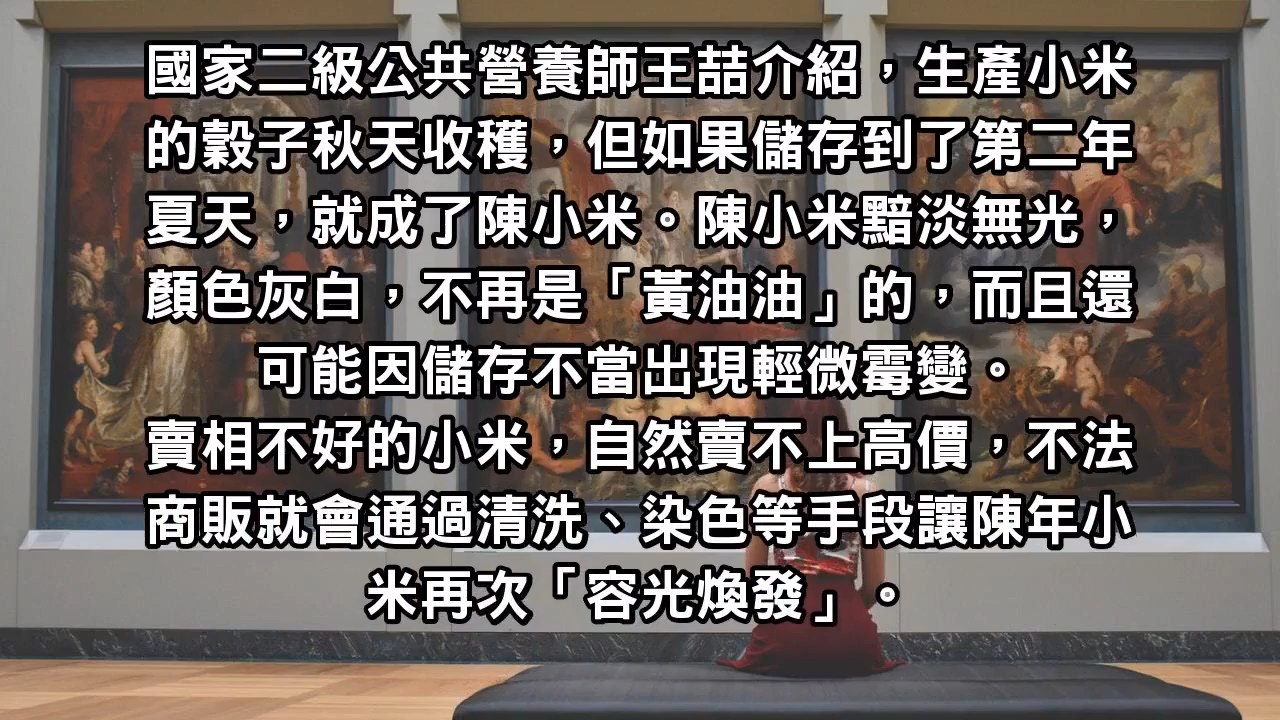 國家二級公共營養師王喆介紹，生產小米
的穀子秋天收穫，但如果儲存到了第二年
夏天，就成了陳小米。陳小米黯淡無光，
顏色灰白，不再是「黃油油」的，而且還
可能因儲存不當出現輕微霉變。
賣相不好的小米，自然賣不上高價，不法
商販就會通過清洗、染色等手段讓陳年小
米再次「容光煥發」。